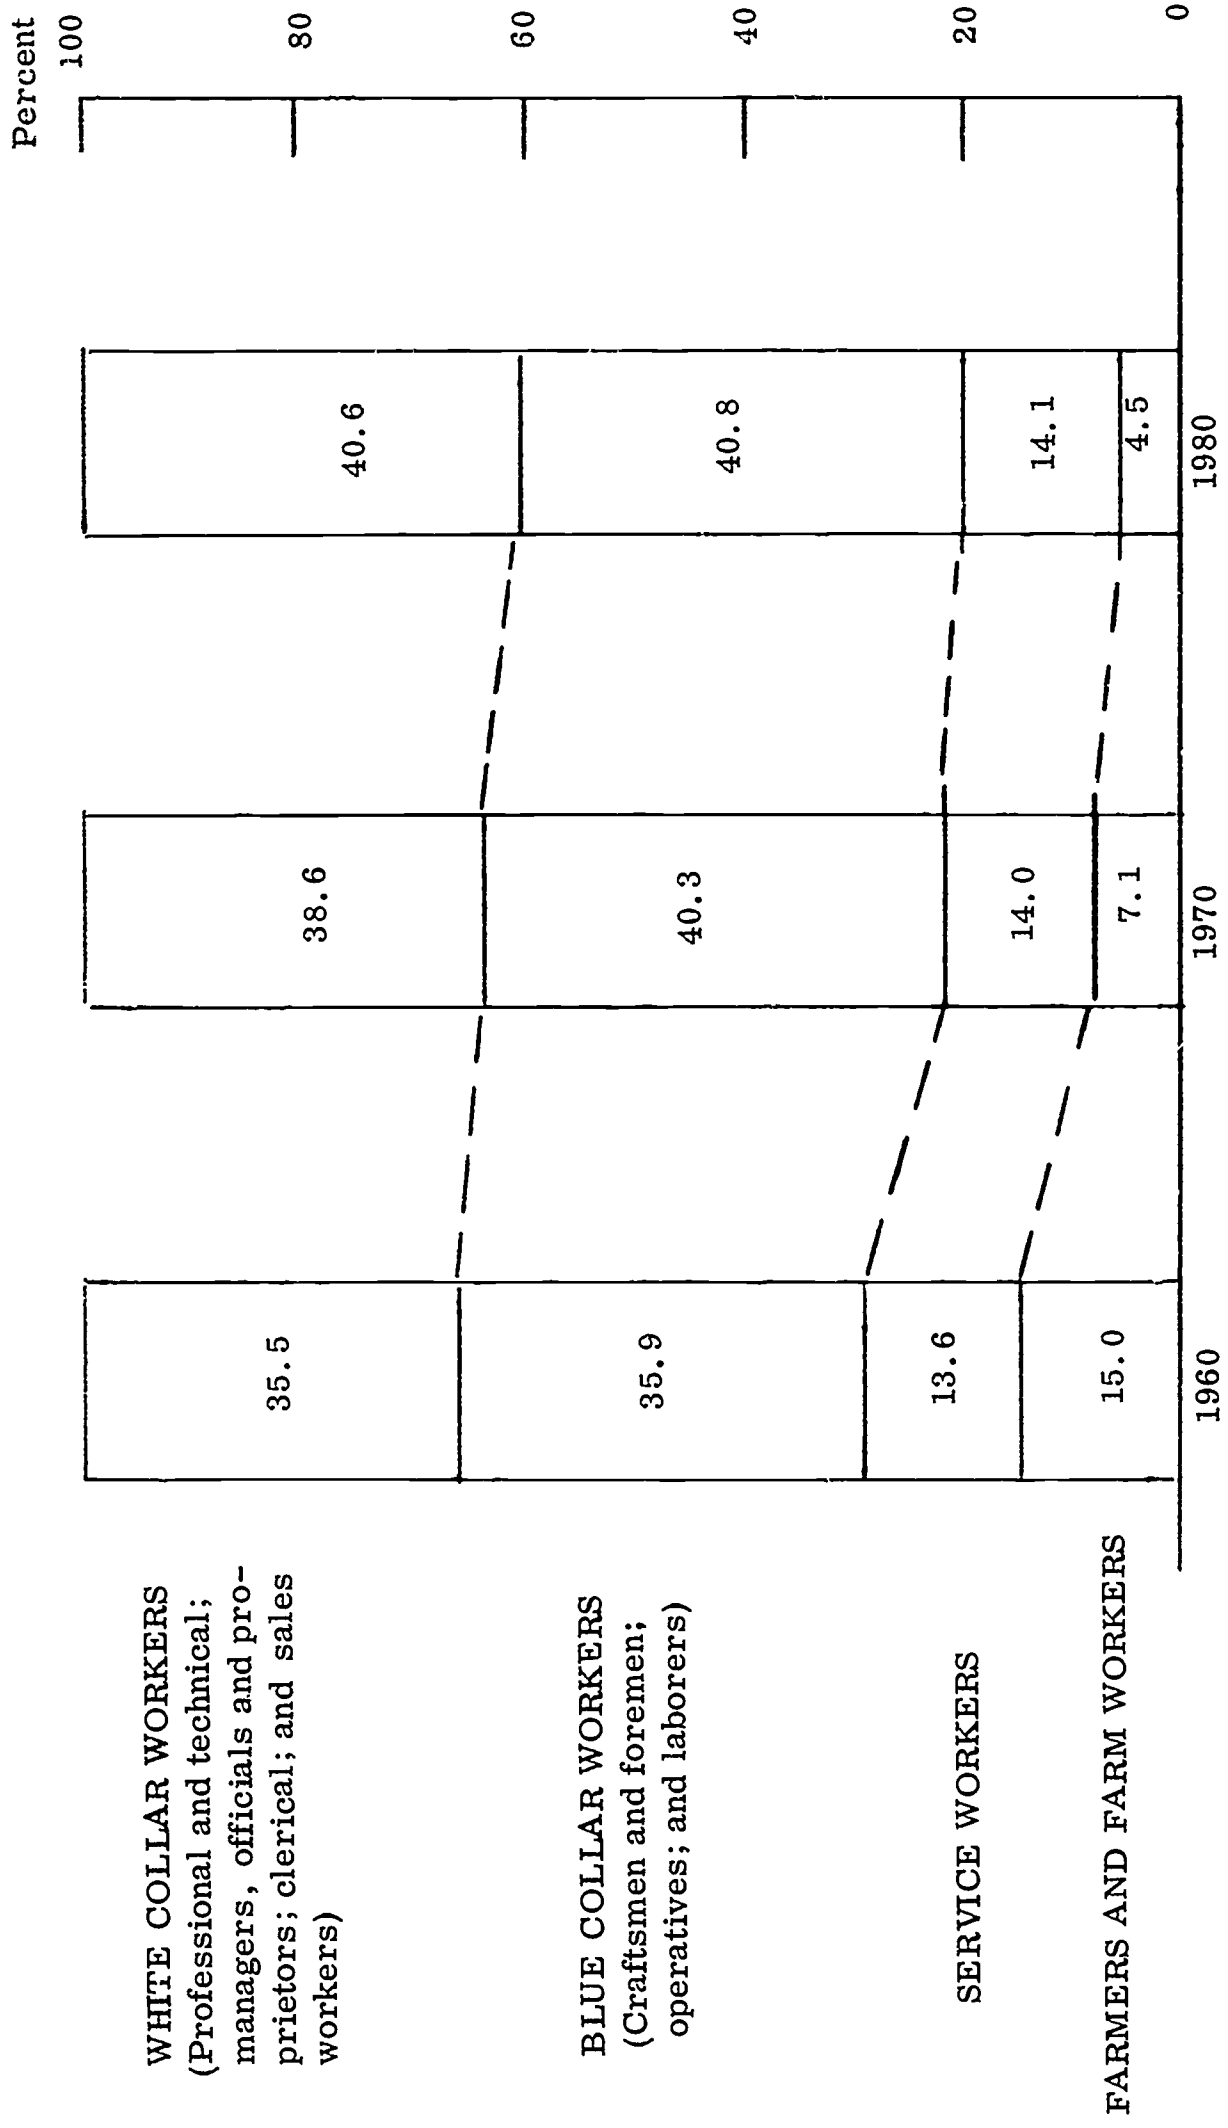 Percent
100
80
60
40
20
0
WHITE COLLAR WORKERS
(Professional and technical;
managers, officials and pro-
prietors; clerical; and sales
workers)
35.5
38.6
40.6
BLUE COLLAR WORKERS
(Craftsmen and foremen;
operatives; and laborers)
35.9
40.3
40.8
SERVICE WORKERS
13.6
14.0
14.1
FARMERS AND FARM WORKERS
15.0
7.1
4.5
1960
1970
1980